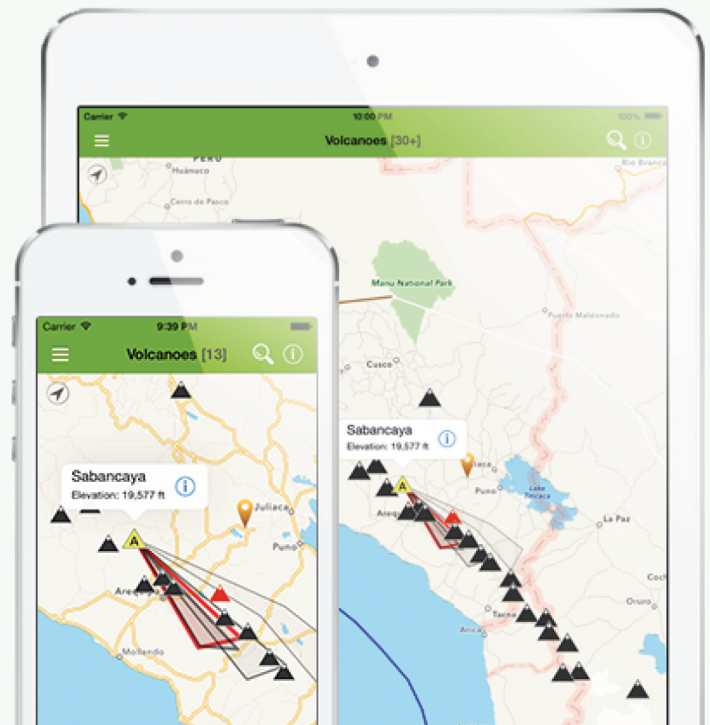 Carrier
10:00 PM
100%
Volcanoes [30+]
PERU
Huánuco
Rio Branco
Cerro de Pasco
Manu National Park
Puerto Maldonado
Cusco
Sabancaya
Elevation: 19,577 ft
A
Puno
Lake
Titicaca
La Paz
Tacna
Arica
Oruro
Carrier
9:39 PM
Volcanoes [13]
Sabancaya
Elevation: 19,577 ft
Juliaca
A
Puno
Mollendo